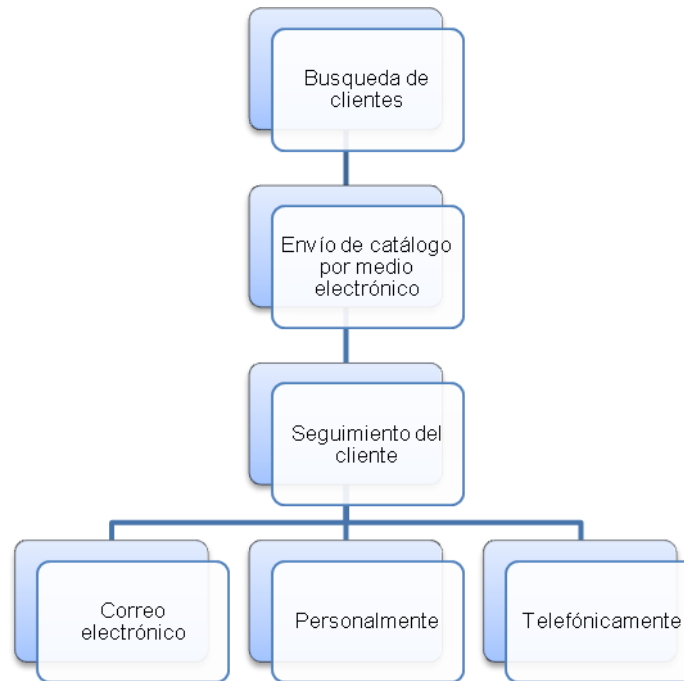 Busqueda de
clientes
Envío de catálogo
por medio
electrónico
Seguimiento del
cliente
Correo
electrónico
Personalmente
Telefónicamente